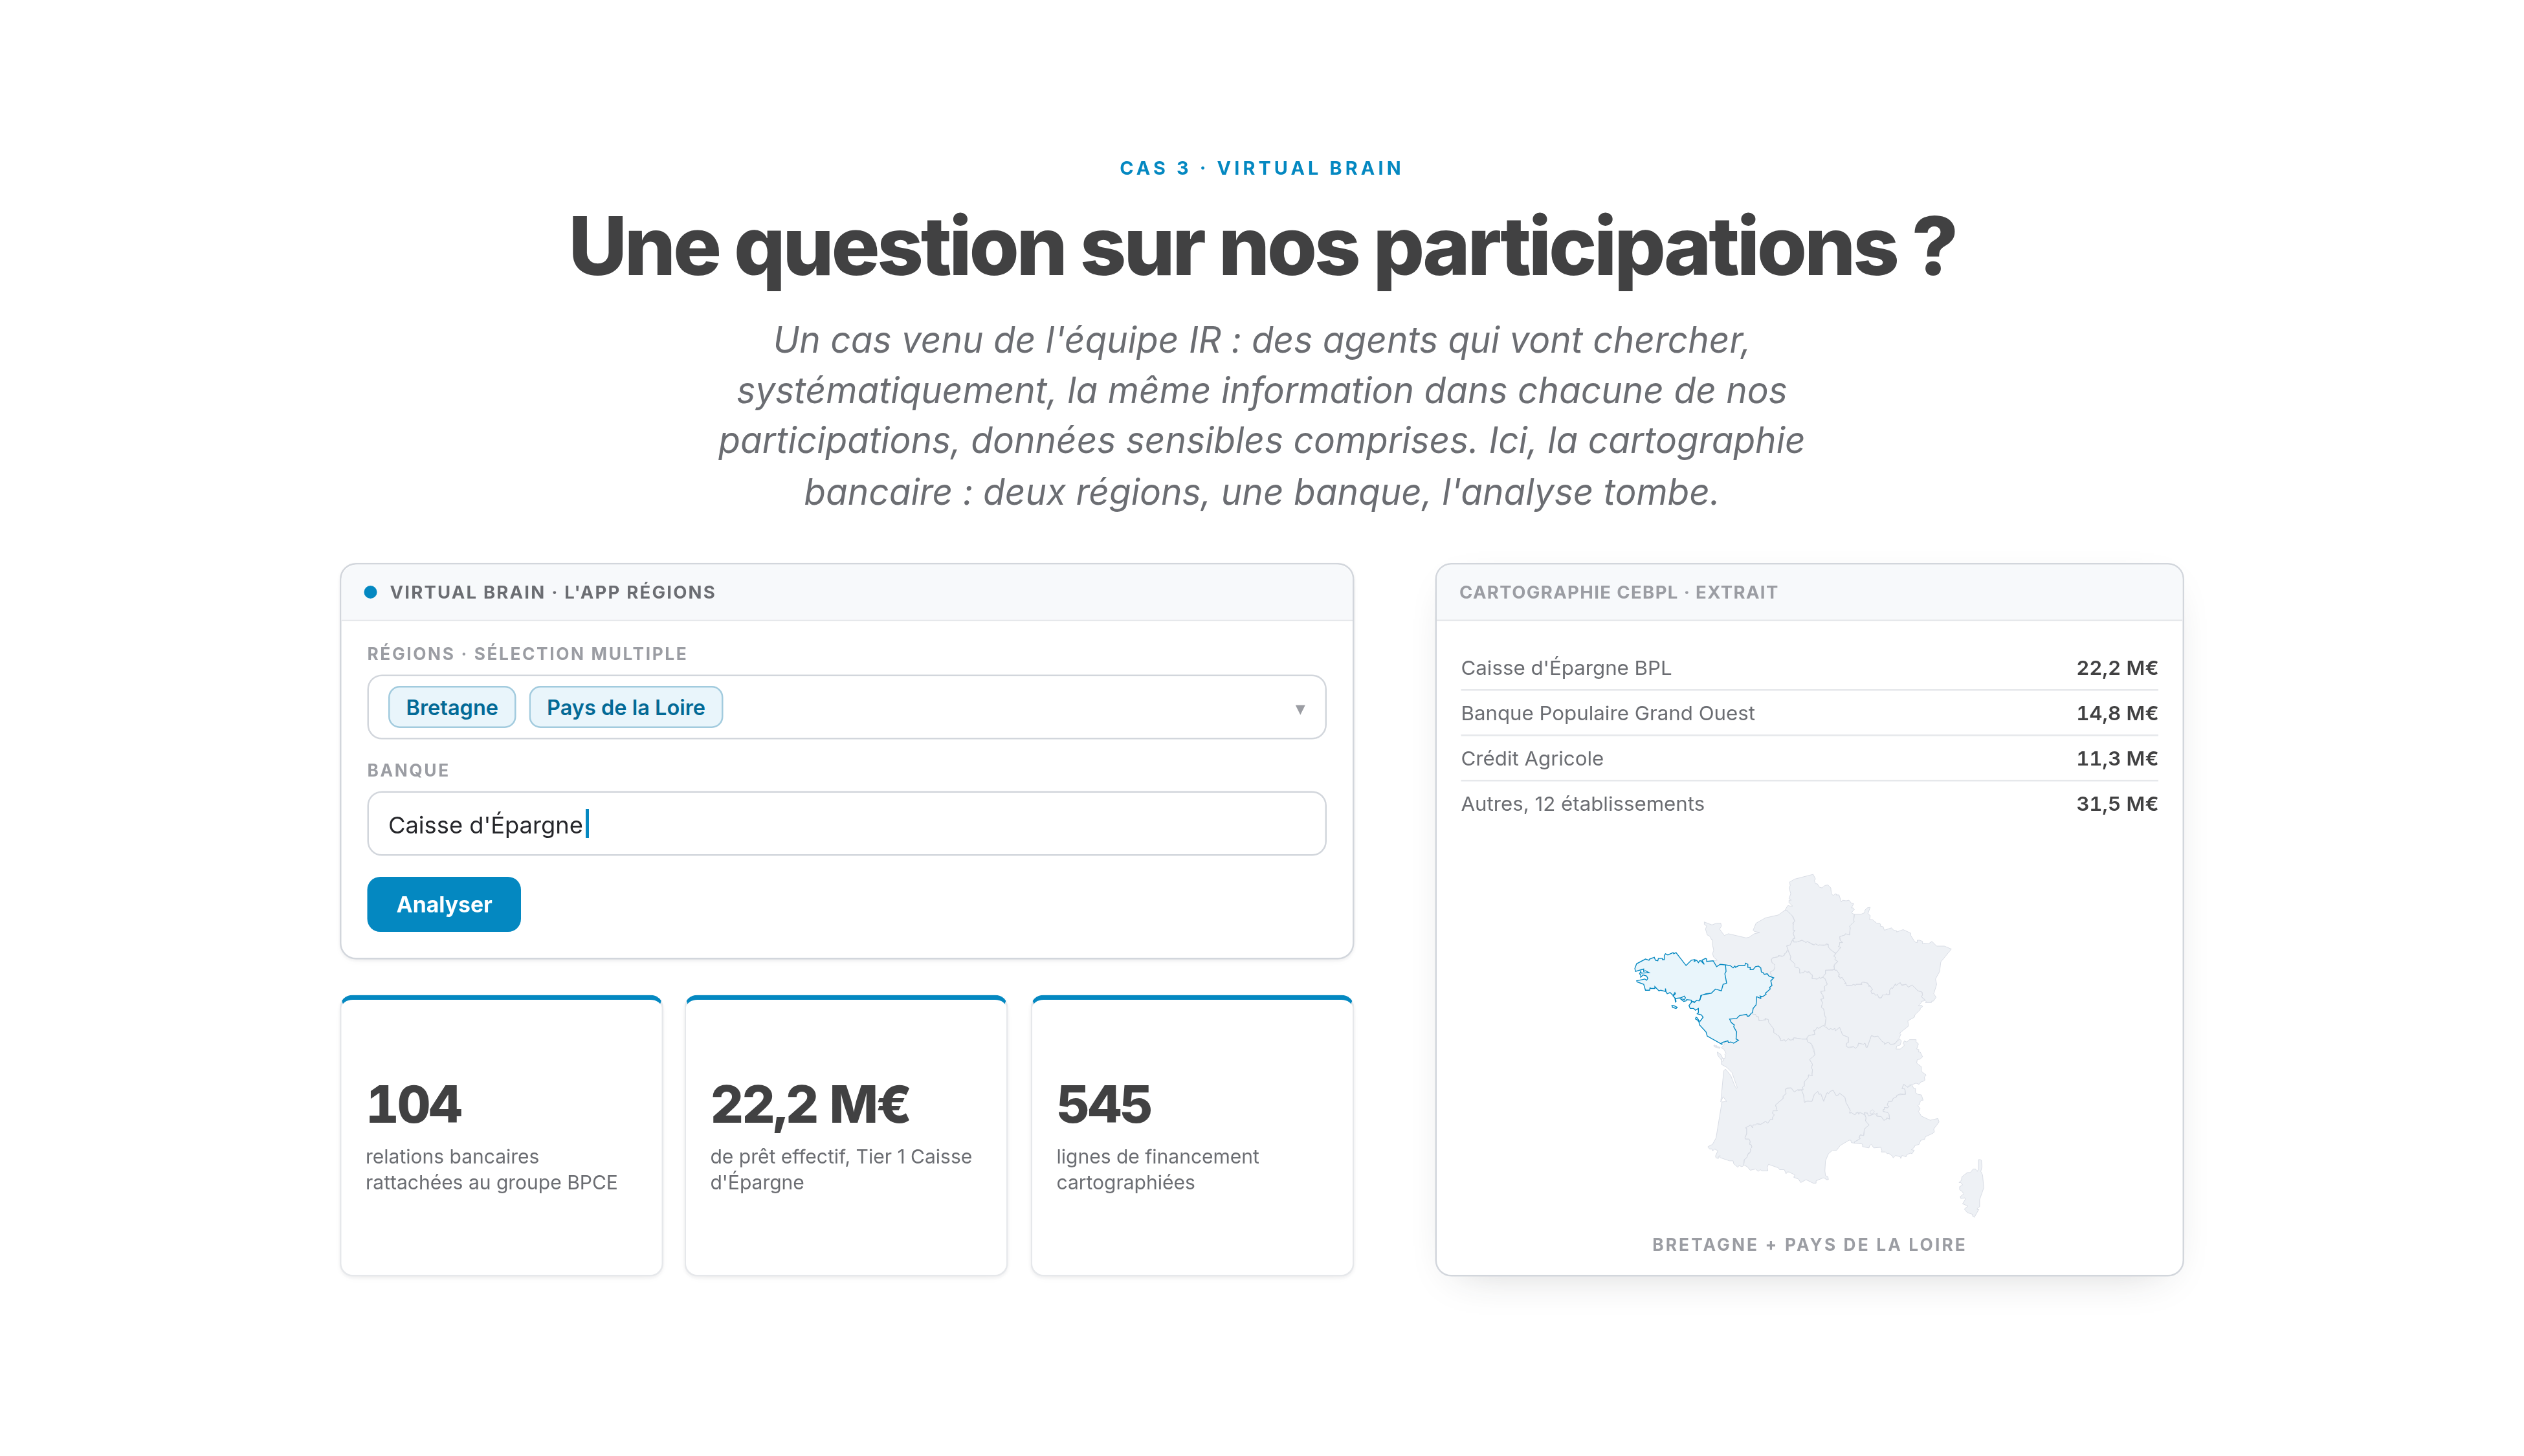 CAS 3 · VIRTUAL BRAIN
Une question sur nos participations ?
Un cas venu de l'équipe IR : des agents qui vont chercher,
systématiquement, la même information dans chacune de nos
participations, données sensibles comprises. Ici, la cartographie
bancaire : deux régions, une banque, l'analyse tombe.
VIRTUAL BRAIN · L'APP RÉGIONS
RÉGIONS · SÉLECTION MULTIPLE
Bretagne Pays de la Loire ▾
BANQUE
Caisse d'Épargne
Analyser
104
relations bancaires
rattachées au groupe BPCE
22,2 M€
de prêt effectif, Tier 1 Caisse
d'Épargne
545
lignes de financement
cartographiées
CARTOGRAPHIE CEBPL · EXTRAIT
Caisse d'Épargne BPL 22,2 M€
Banque Populaire Grand Ouest 14,8 M€
Crédit Agricole 11,3 M€
Autres, 12 établissements 31,5 M€
BRETAGNE + PAYS DE LA LOIRE